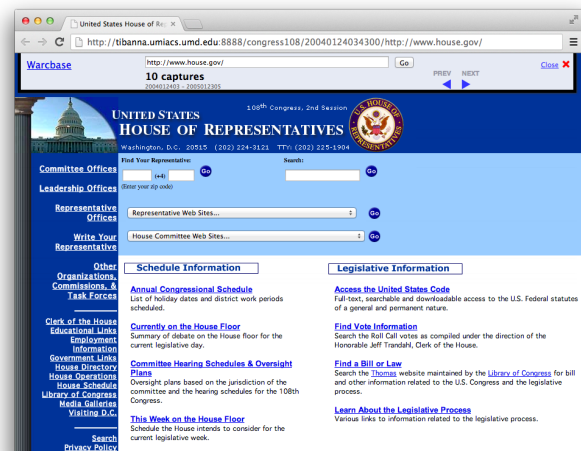 United States House of Rep
http://tibanna.umiacs.umd.edu:8888/congress108/20040124034300/http://www.house.gov/
Warcbase
http://www.house.gov/
Go
Close
10 captures
PREV NEXT
2004012403 - 2005012305
108th Congress, 2nd Session
UNITED STATES
HOUSE OF REPRESENTATIVES
Washington, D.C. 20515 (202) 224-3121 TTY: (202) 225-1904
U.S. HOUSE OF REPRESENTATIVES
Find Your Representative:
(+4)
Go
(Enter your zip code)
Search:
Go
Representative Web Sites...
Go
House Committee Web Sites...
Go
Committee Offices
Leadership Offices
Representative
Offices
Write Your
Representative
Other
Organizations,
Commissions, &
Task Forces
Clerk of the House
Educational Links
Employment
Information
Government Links
House Directory
House Operations
House Schedule
Library of Congress
Media Galleries
Visiting D.C.
Search
Privacy Policy
Schedule Information
Annual Congressional Schedule
List of holiday dates and district work periods
scheduled.
Currently on the House Floor
Summary of debate on the House floor for the
current legislative day.
Committee Hearing Schedules & Oversight
Plans
Oversight plans based on the jurisdiction of the
committee and the hearing schedules for the 108th
Congress.
This Week on the House Floor
Schedule the House intends to consider for the
current legislative week.
Legislative Information
Access the United States Code
Full-text, searchable and downloadable access to the U.S. Federal statutes
of a general and permanent nature.
Find Vote Information
Search the Roll Call votes as compiled under the direction of the
Honorable Jeff Trandahl, Clerk of the House.
Find a Bill or Law
Search the Thomas website maintained by the Library of Congress for bill
and other information related to the U.S. Congress and the legislative
process.
Learn About the Legislative Process
Various links to information related to the legislative process.